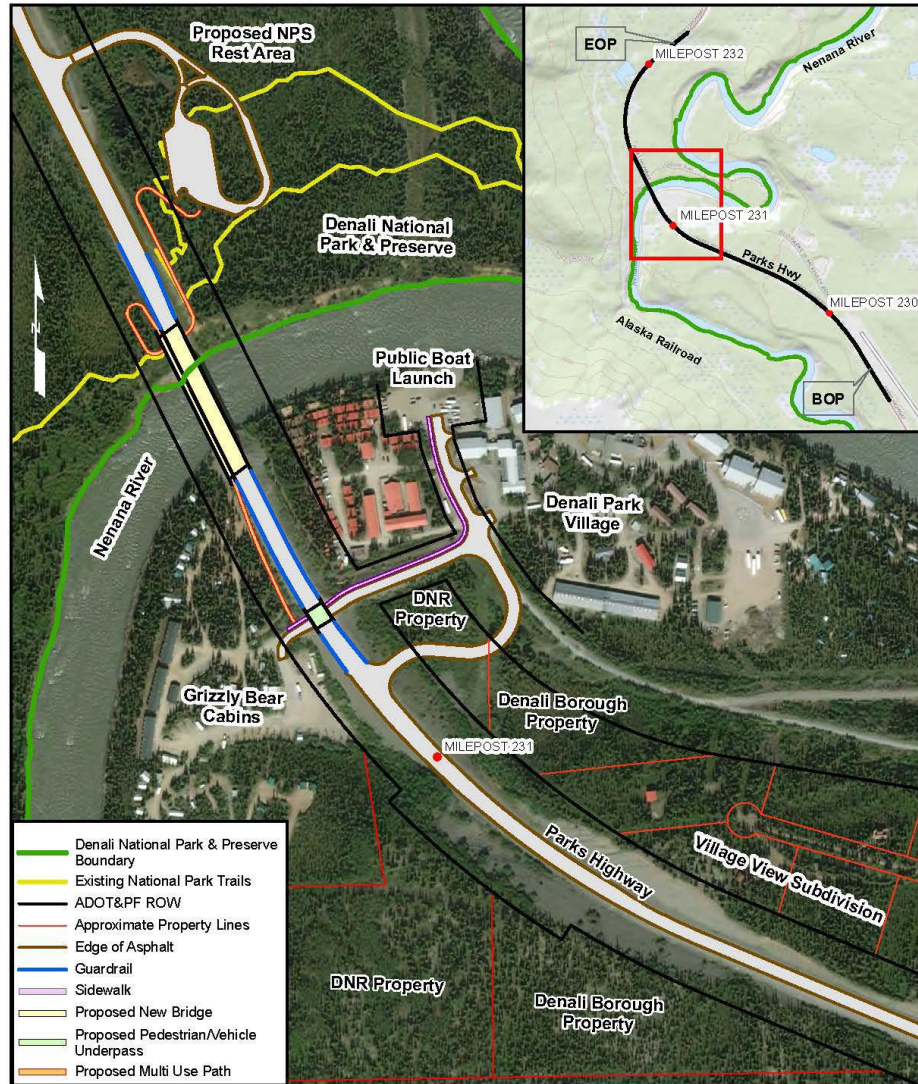 Proposed NPS
Rest Area
Denali National
Park & Preserve
N
Public Boat
Launch
Nenana River
Denali Park
Village
DNR
Property
Grizzly Bear
Cabins
Denali Borough
Property
MILEPOST 231
Parks Highway
Village View Subdivision
DNR Property
Denali Borough
Property
EOP
MILEPOST 232
Nenana River
MILEPOST 231
Parks Hwy
MILEPOST 230
Alaska Railroad
BOP
Denali National Park & Preserve
Boundary
Existing National Park Trails
ADOT&PF ROW
Approximate Property Lines
Edge of Asphalt
Guardrail
Sidewalk
Proposed New Bridge
Proposed Pedestrian/Vehicle
Underpass
Proposed Multi Use Path